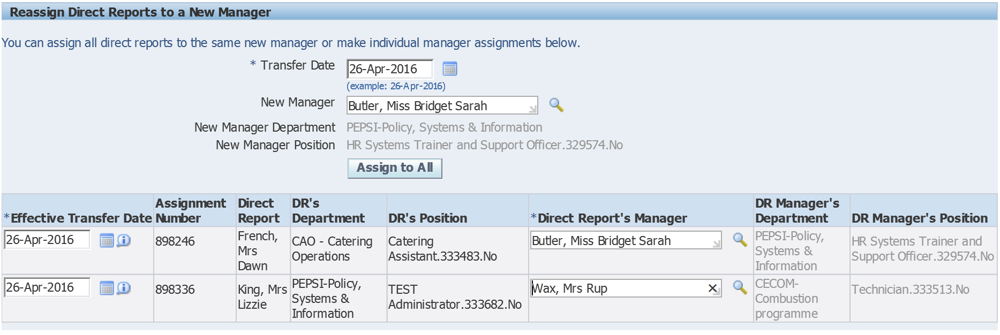 Reassign Direct Reports to a New Manager
You can assign all direct reports to the same new manager or make individual manager assignments below.
* Transfer Date 26-Apr-2016
(example: 26-Apr-2016)
New Manager Butler, Miss Bridget Sarah
New Manager Department PEPSI-Policy, Systems & Information
New Manager Position HR Systems Trainer and Support Officer.329574.No
Assign to All
*Effective Transfer Date
Assignment
Number
Direct
Report
DR's
Department
DR's Position
*Direct Report's Manager
DR Manager's
Department
DR Manager's Position
26-Apr-2016
898246
French,
Mrs
Dawn
CAO - Catering
Operations
Catering
Assistant.333483.No
Butler, Miss Bridget Sarah
PEPSI-Policy,
Systems &
Information
HR Systems Trainer and
Support Officer.329574.No
26-Apr-2016
898336
King, Mrs
Lizzie
PEPSI-Policy,
Systems &
Information
TEST
Administrator.333682.No
Wax, Mrs Rup
CECOM-
Combustion
programme
Technician.333513.No